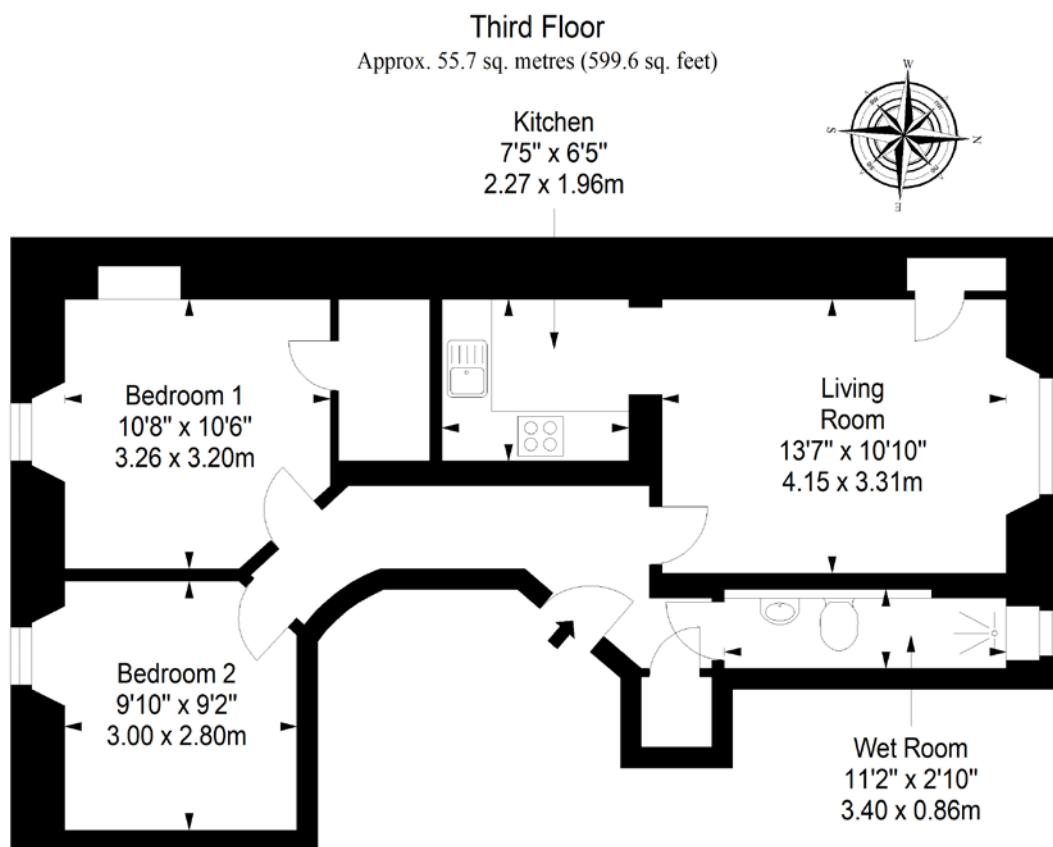 Third Floor
Approx. 55.7 sq. metres (599.6 sq. feet)
W
S
N
E
Kitchen
7'5" x 6'5"
2.27 x 1.96m
Bedroom 1
10'8" x 10'6"
3.26 x 3.20m
Living
Room
13'7" x 10'10"
4.15 x 3.31m
Bedroom 2
9'10" x 9'2"
3.00 x 2.80m
Wet Room
11'2" x 2'10"
3.40 x 0.86m